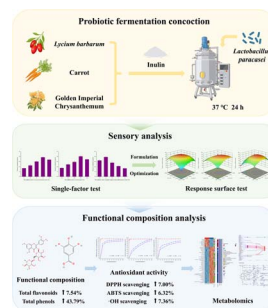 Probiotic fermentation concoction
Lycium barbarum
Inulin
Lactobacillus
paracasei
Carrot
Golden Imperial
Chrysanthemum
37 ℃ 24 h
Sensory analysis
Formulation
Optimization
Single-factor test
Response surface test
Functional composition analysis
Functional composition
Total flavonoids ↑ 7.54%
Total phenols ↑ 43.79%
Antioxidant activity
DPPH scavenging ↑ 7.00%
ABTS scavenging ↑ 6.32%
·OH scavenging ↑ 7.36%
Metabolomics